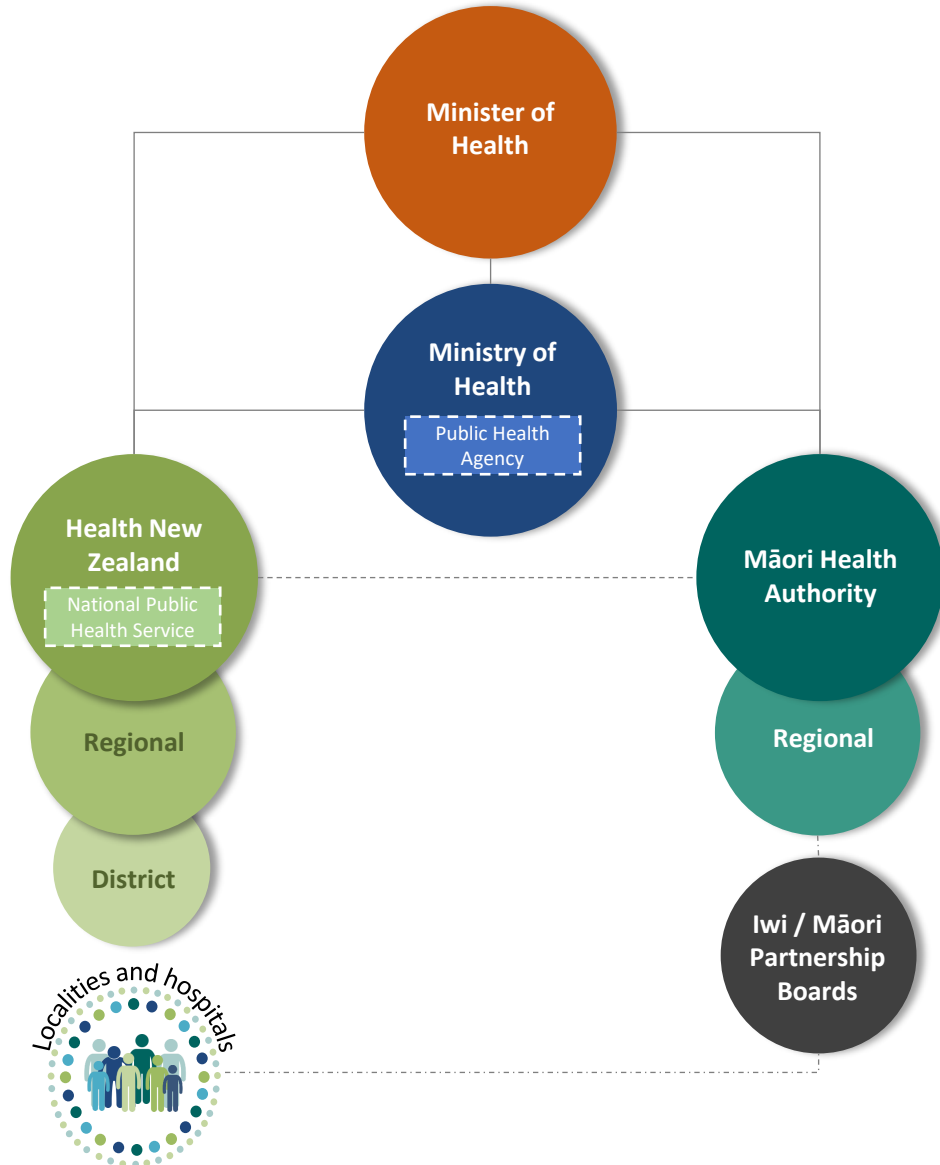 Minister of
Health
Ministry of
Health
Public Health
Agency
Health New
Zealand
National Public
Health Service
Māori Health
Authority
Regional
Regional
District
Iwi / Māori
Partnership
Boards
Localities and hospitals